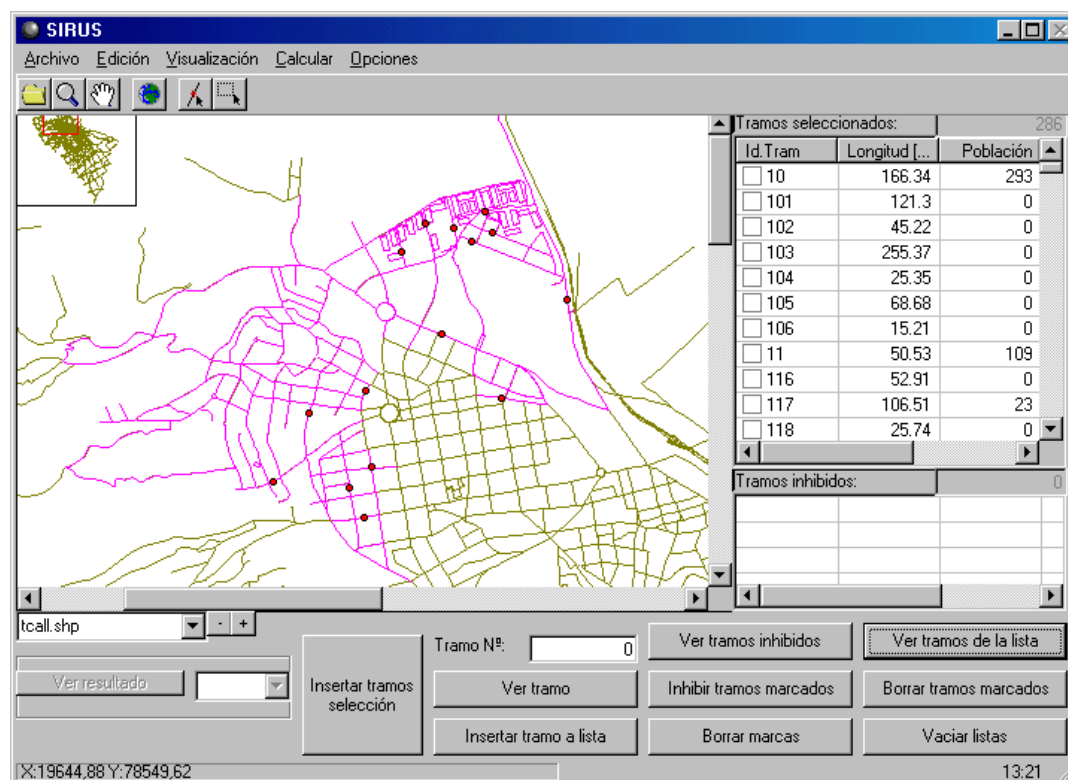 SIRUS
Archivo Edición Visualización Calcular Opciones
Tramos seleccionados: 286
Id.Tram Longitud [... Población
10 166.34 293
101 121.3 0
102 45.22 0
103 255.37 0
104 25.35 0
105 68.68 0
106 15.21 0
11 50.53 109
116 52.91 0
117 106.51 23
118 25.74 0
Tramos inhibidos: 0
tcall.shp - +
Ver resultado
Insertar tramos
selección
Tramo Nº: 0
Ver tramo
Insertar tramo a lista
Ver tramos inhibidos
Inhibir tramos marcados
Borrar marcas
Ver tramos de la lista
Borrar tramos marcados
Vaciar listas
X:19644,88 Y:78549,62
13:21